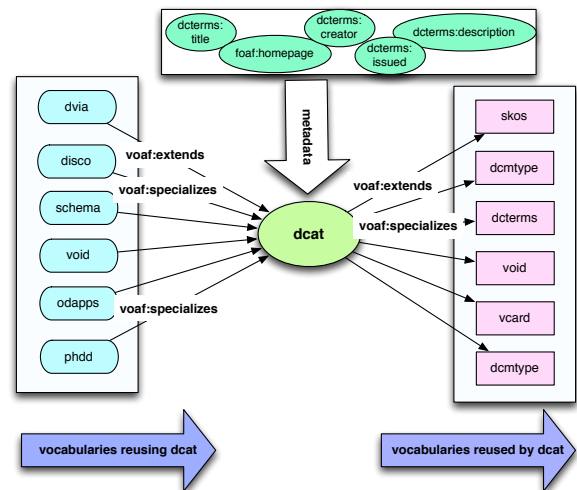 dcterms:
title
foaf:homepage
dcterms:
creator
dcterms:
issued
dcterms:description
metadata
dvia
disco
schema
void
odapps
phdd
voaf:extends
voaf:specializes
voaf:specializes
dcat
voaf:extends
voaf:specializes
skos
dcmtype
dcterms
void
vcard
dcmtype
vocabularies reusing dcat
vocabularies reused by dcat